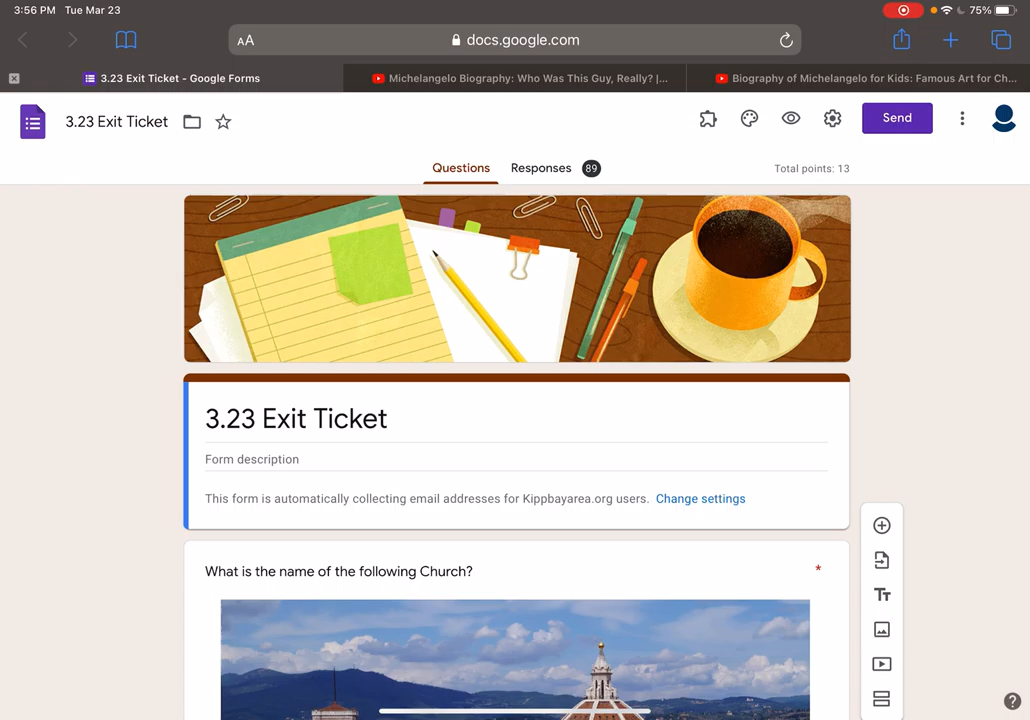 3:56 PM Tue Mar 23
75%
AA
docs.google.com
3.23 Exit Ticket - Google Forms
Michelangelo Biography: Who Was This Guy, Really? |...
Biography of Michelangelo for Kids: Famous Art for Ch...
3.23 Exit Ticket
Send
Questions
Responses 89
Total points: 13
3.23 Exit Ticket
Form description
This form is automatically collecting email addresses for Kippbayarea.org users. Change settings
What is the name of the following Church? *
Tт
?